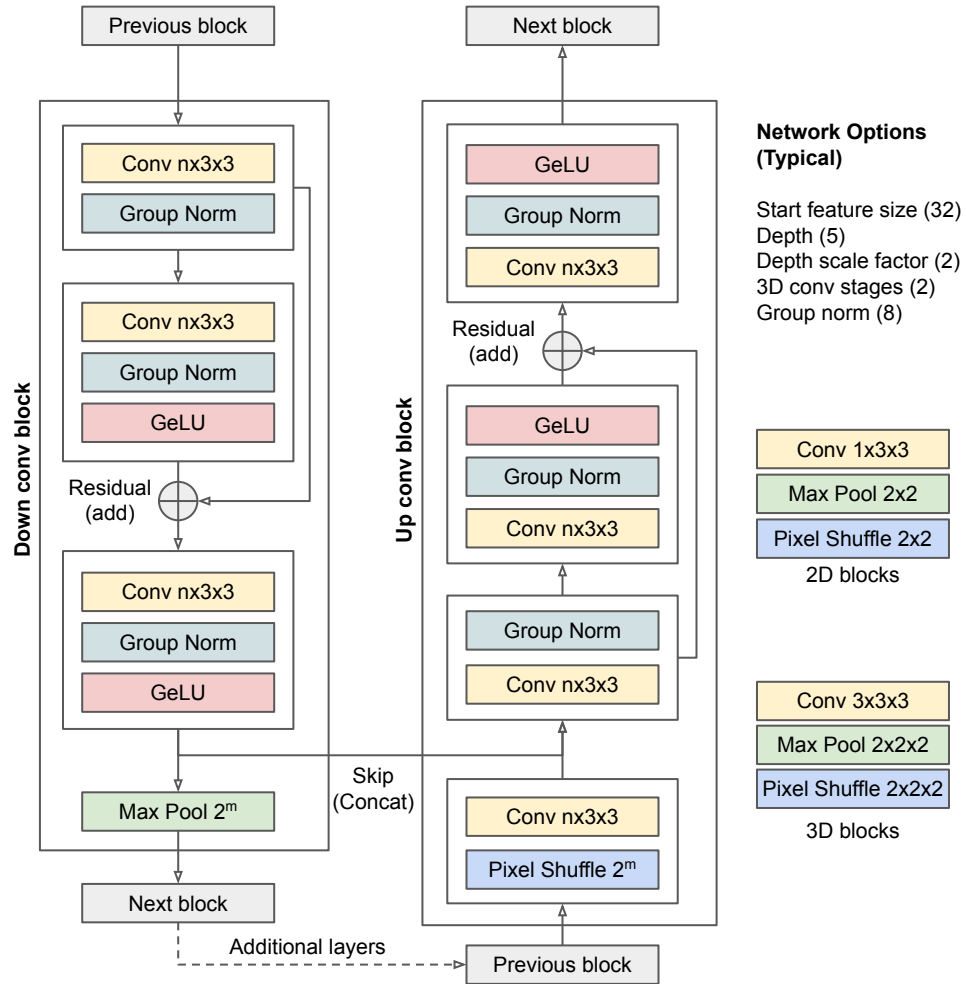 Previous block
Down conv block
Conv nx3x3
Group Norm
Conv nx3x3
Group Norm
GeLU
Residual
(add)
Conv nx3x3
Group Norm
GeLU
Max Pool 2^m
Next block
Additional layers
Skip
(Concat)
Next block
Up conv block
GeLU
Group Norm
Conv nx3x3
Residual
(add)
GeLU
Group Norm
Conv nx3x3
Group Norm
Conv nx3x3
Conv nx3x3
Pixel Shuffle 2^m
Previous block
Network Options
(Typical)
Start feature size (32)
Depth (5)
Depth scale factor (2)
3D conv stages (2)
Group norm (8)
Conv 1x3x3
Max Pool 2x2
Pixel Shuffle 2x2
2D blocks
Conv 3x3x3
Max Pool 2x2x2
Pixel Shuffle 2x2x2
3D blocks